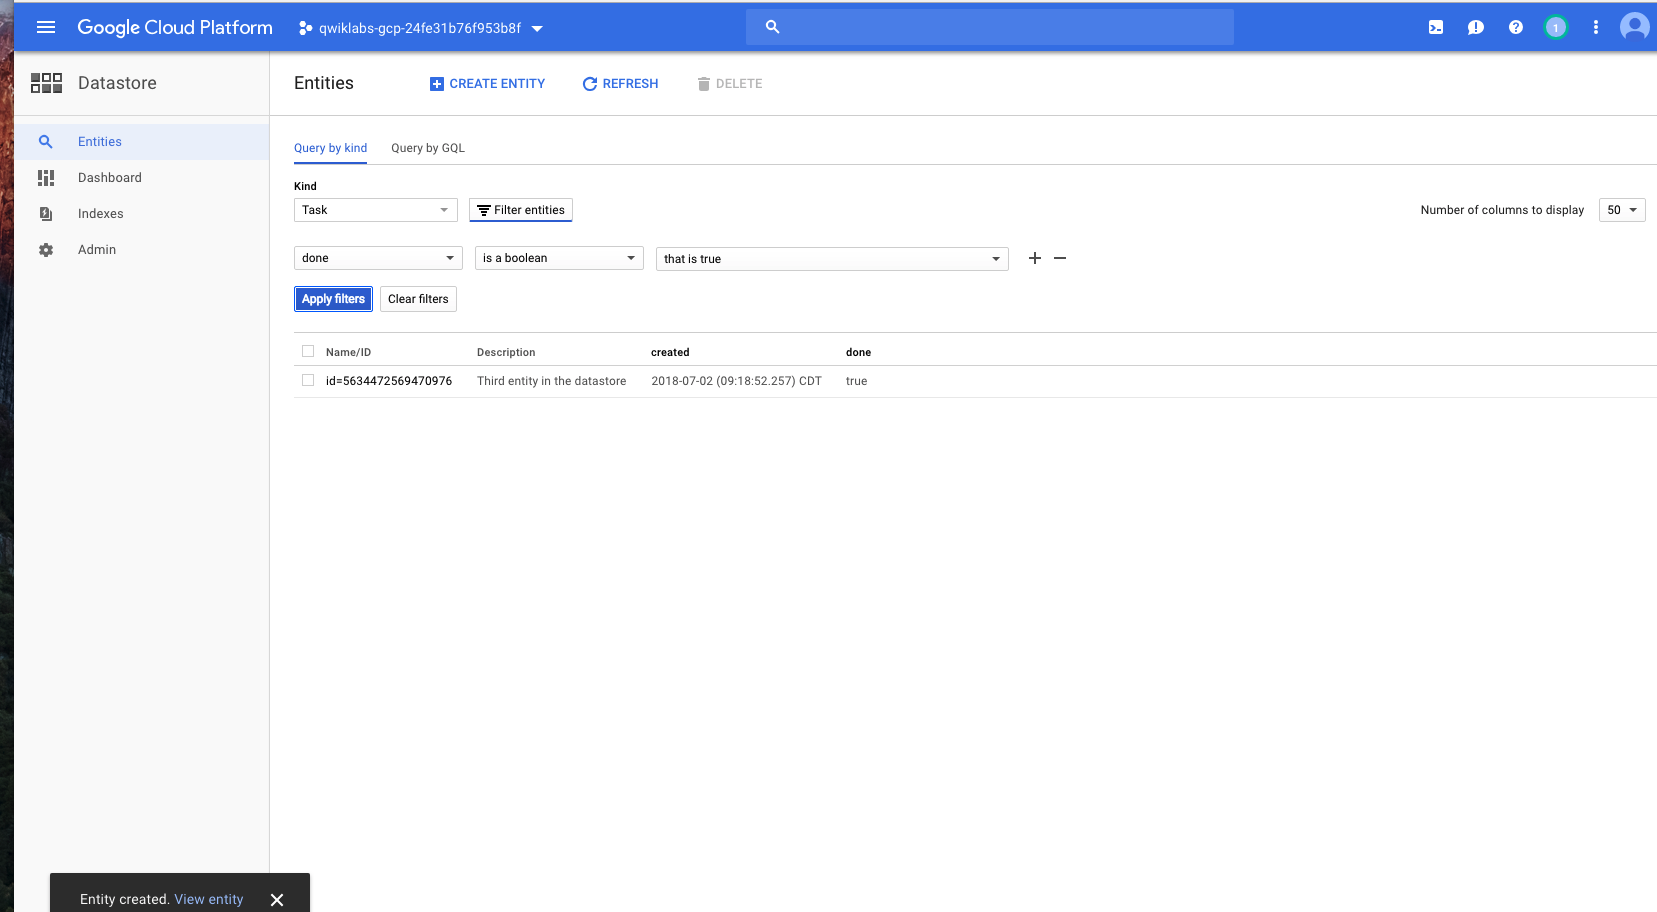 Google Cloud Platform qwiklabs-gcp-24fe31b76f953b8f 1
Datastore
Entities
Dashboard
Indexes
Admin
Entities CREATE ENTITY REFRESH DELETE
Query by kind Query by GQL
Kind
Task Filter entities Number of columns to display 50
done is a boolean that is true
Apply filters Clear filters
Name/ID Description created done
id=5634472569470976 Third entity in the datastore 2018-07-02 (09:18:52.257) CDT true
Entity created. View entity